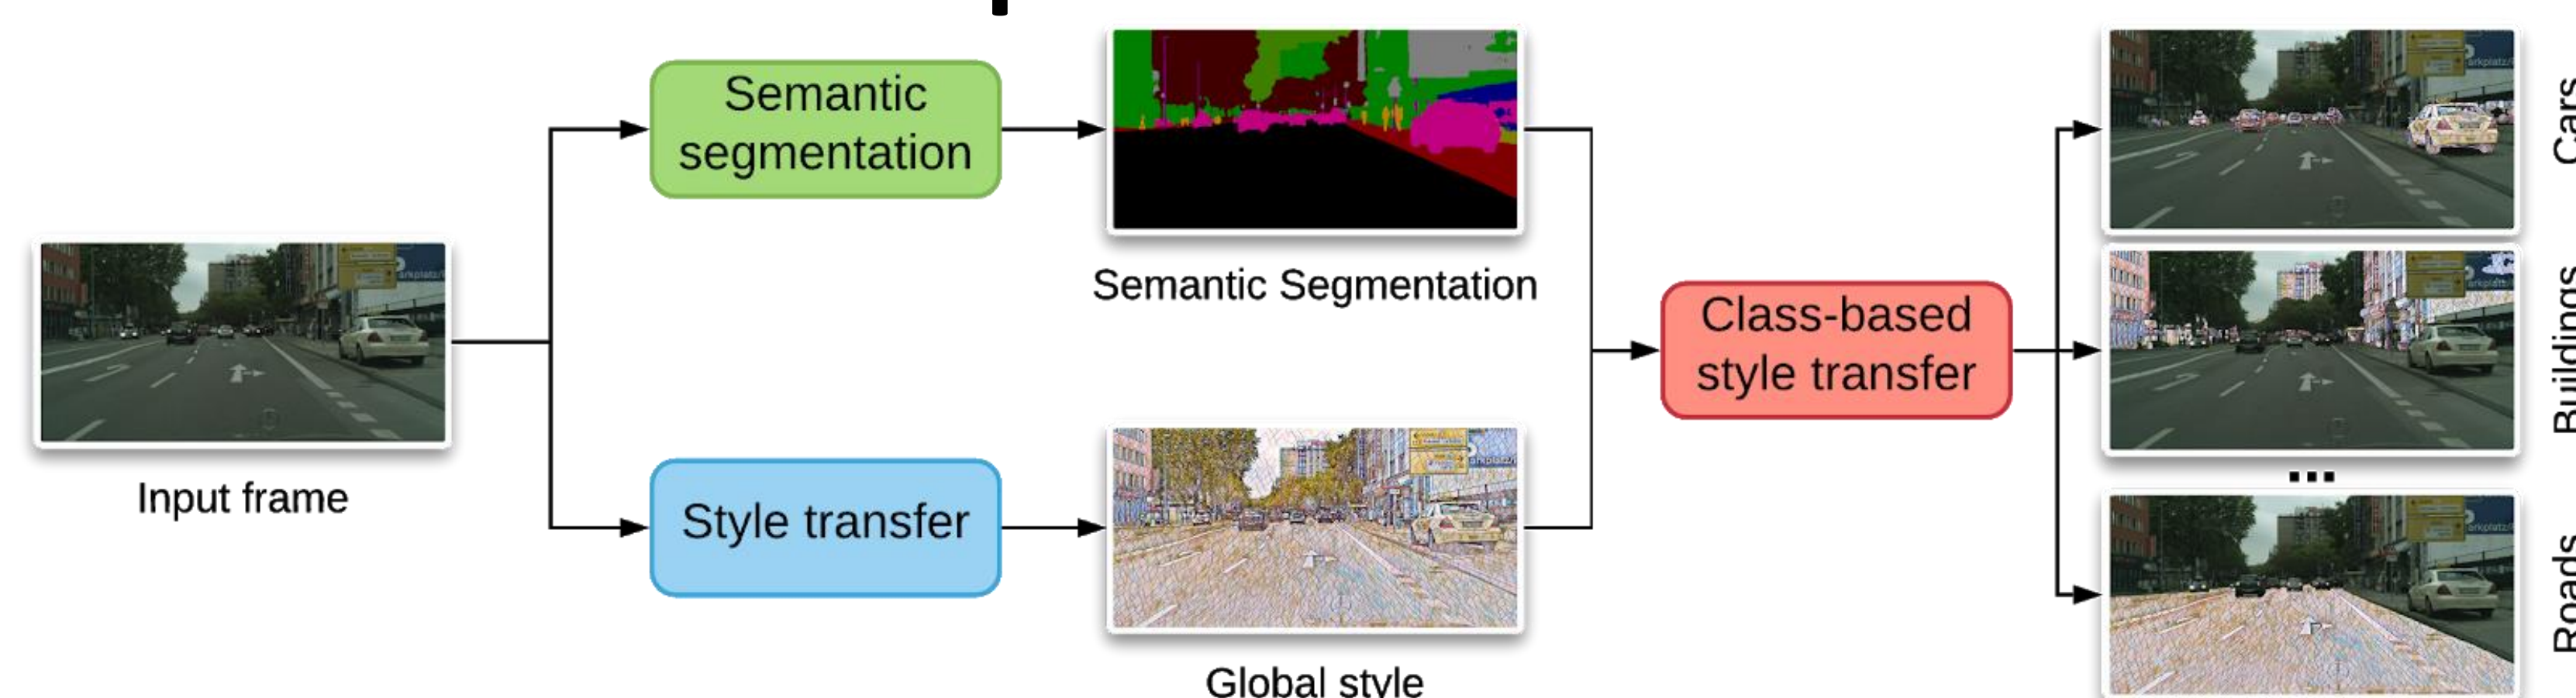 Input frame
Semantic
segmentation
Semantic Segmentation
Style transfer
Global style
Class-based
style transfer
Cars
Buildings
...
Roads